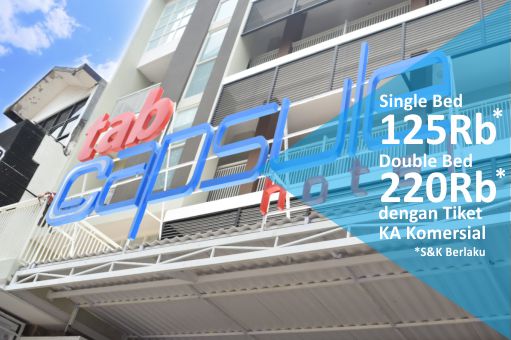 tab
capsule
hotel
Single Bed
125Rb*
Double Bed
220Rb*
dengan Tiket
KA Komersial
*S&K Berlaku